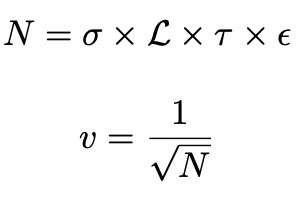 N = σ × ℒ × τ × ϵ
v = 1/√N